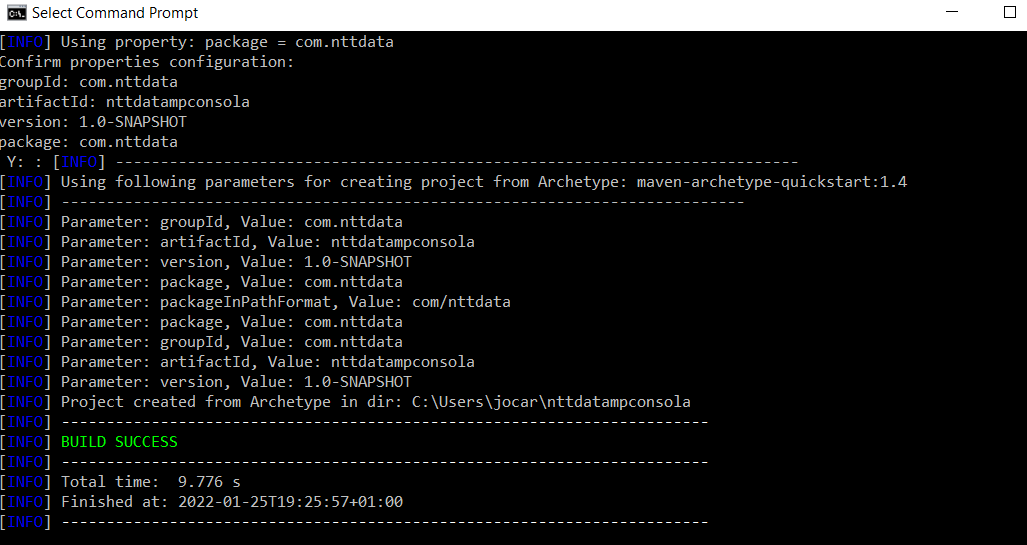 Select Command Prompt
[INFO] Using property: package = com.nttdata
Confirm properties configuration:
groupId: com.nttdata
artifactId: nttdatampconsola
version: 1.0-SNAPSHOT
package: com.nttdata
 Y: : [INFO] ----------------------------------------------------------------------------
[INFO] Using following parameters for creating project from Archetype: maven-archetype-quickstart:1.4
[INFO] ----------------------------------------------------------------------------
[INFO] Parameter: groupId, Value: com.nttdata
[INFO] Parameter: artifactId, Value: nttdatampconsola
[INFO] Parameter: version, Value: 1.0-SNAPSHOT
[INFO] Parameter: package, Value: com.nttdata
[INFO] Parameter: packageInPathFormat, Value: com/nttdata
[INFO] Parameter: package, Value: com.nttdata
[INFO] Parameter: groupId, Value: com.nttdata
[INFO] Parameter: artifactId, Value: nttdatampconsola
[INFO] Parameter: version, Value: 1.0-SNAPSHOT
[INFO] Project created from Archetype in dir: C:\Users\jocar\nttdatampconsola
[INFO] ------------------------------------------------------------------------
[INFO] BUILD SUCCESS
[INFO] ------------------------------------------------------------------------
[INFO] Total time:  9.776 s
[INFO] Finished at: 2022-01-25T19:25:57+01:00
[INFO] ------------------------------------------------------------------------